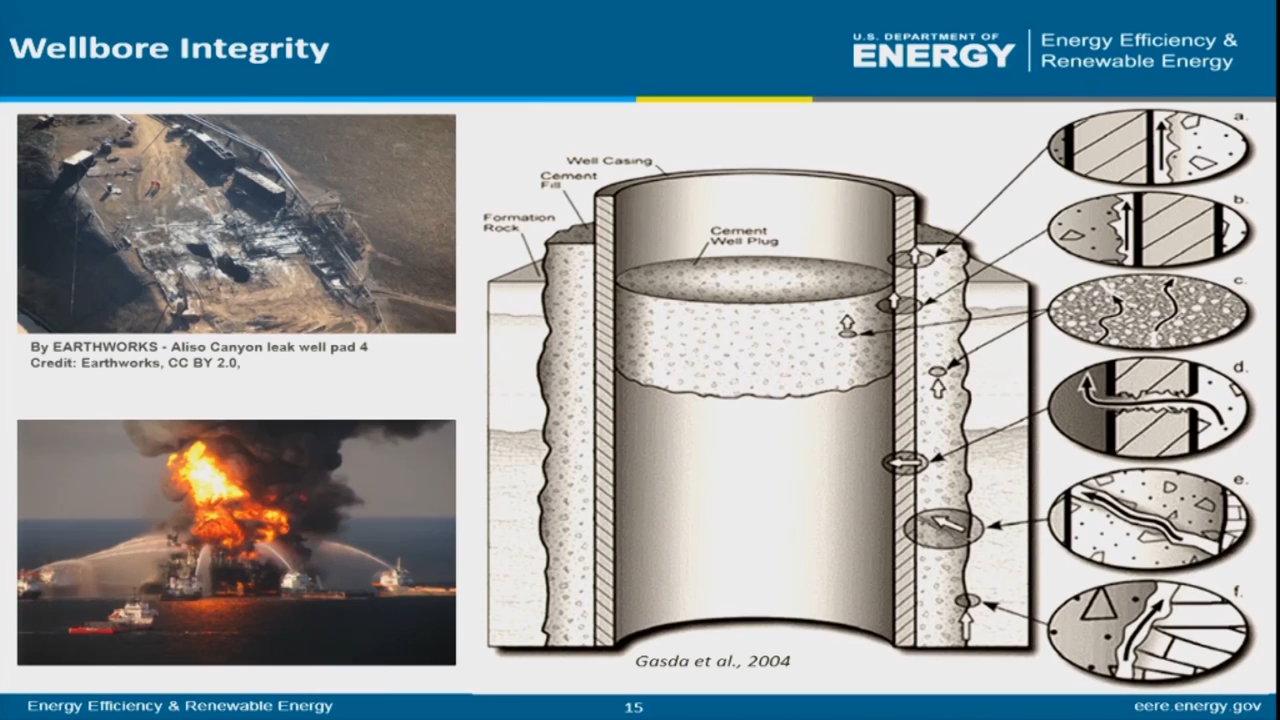 Wellbore Integrity
U.S. DEPARTMENT OF
ENERGY
Energy Efficiency &
Renewable Energy
By EARTHWORKS - Aliso Canyon leak well pad 4
Credit: Earthworks, CC BY 2.0,
Well Casing
Cement
Fill
Formation
Rock
Cement
Well Plug
a.
b.
c.
d.
e.
f.
Gasda et al., 2004
Energy Efficiency & Renewable Energy
15
eere.energy.gov